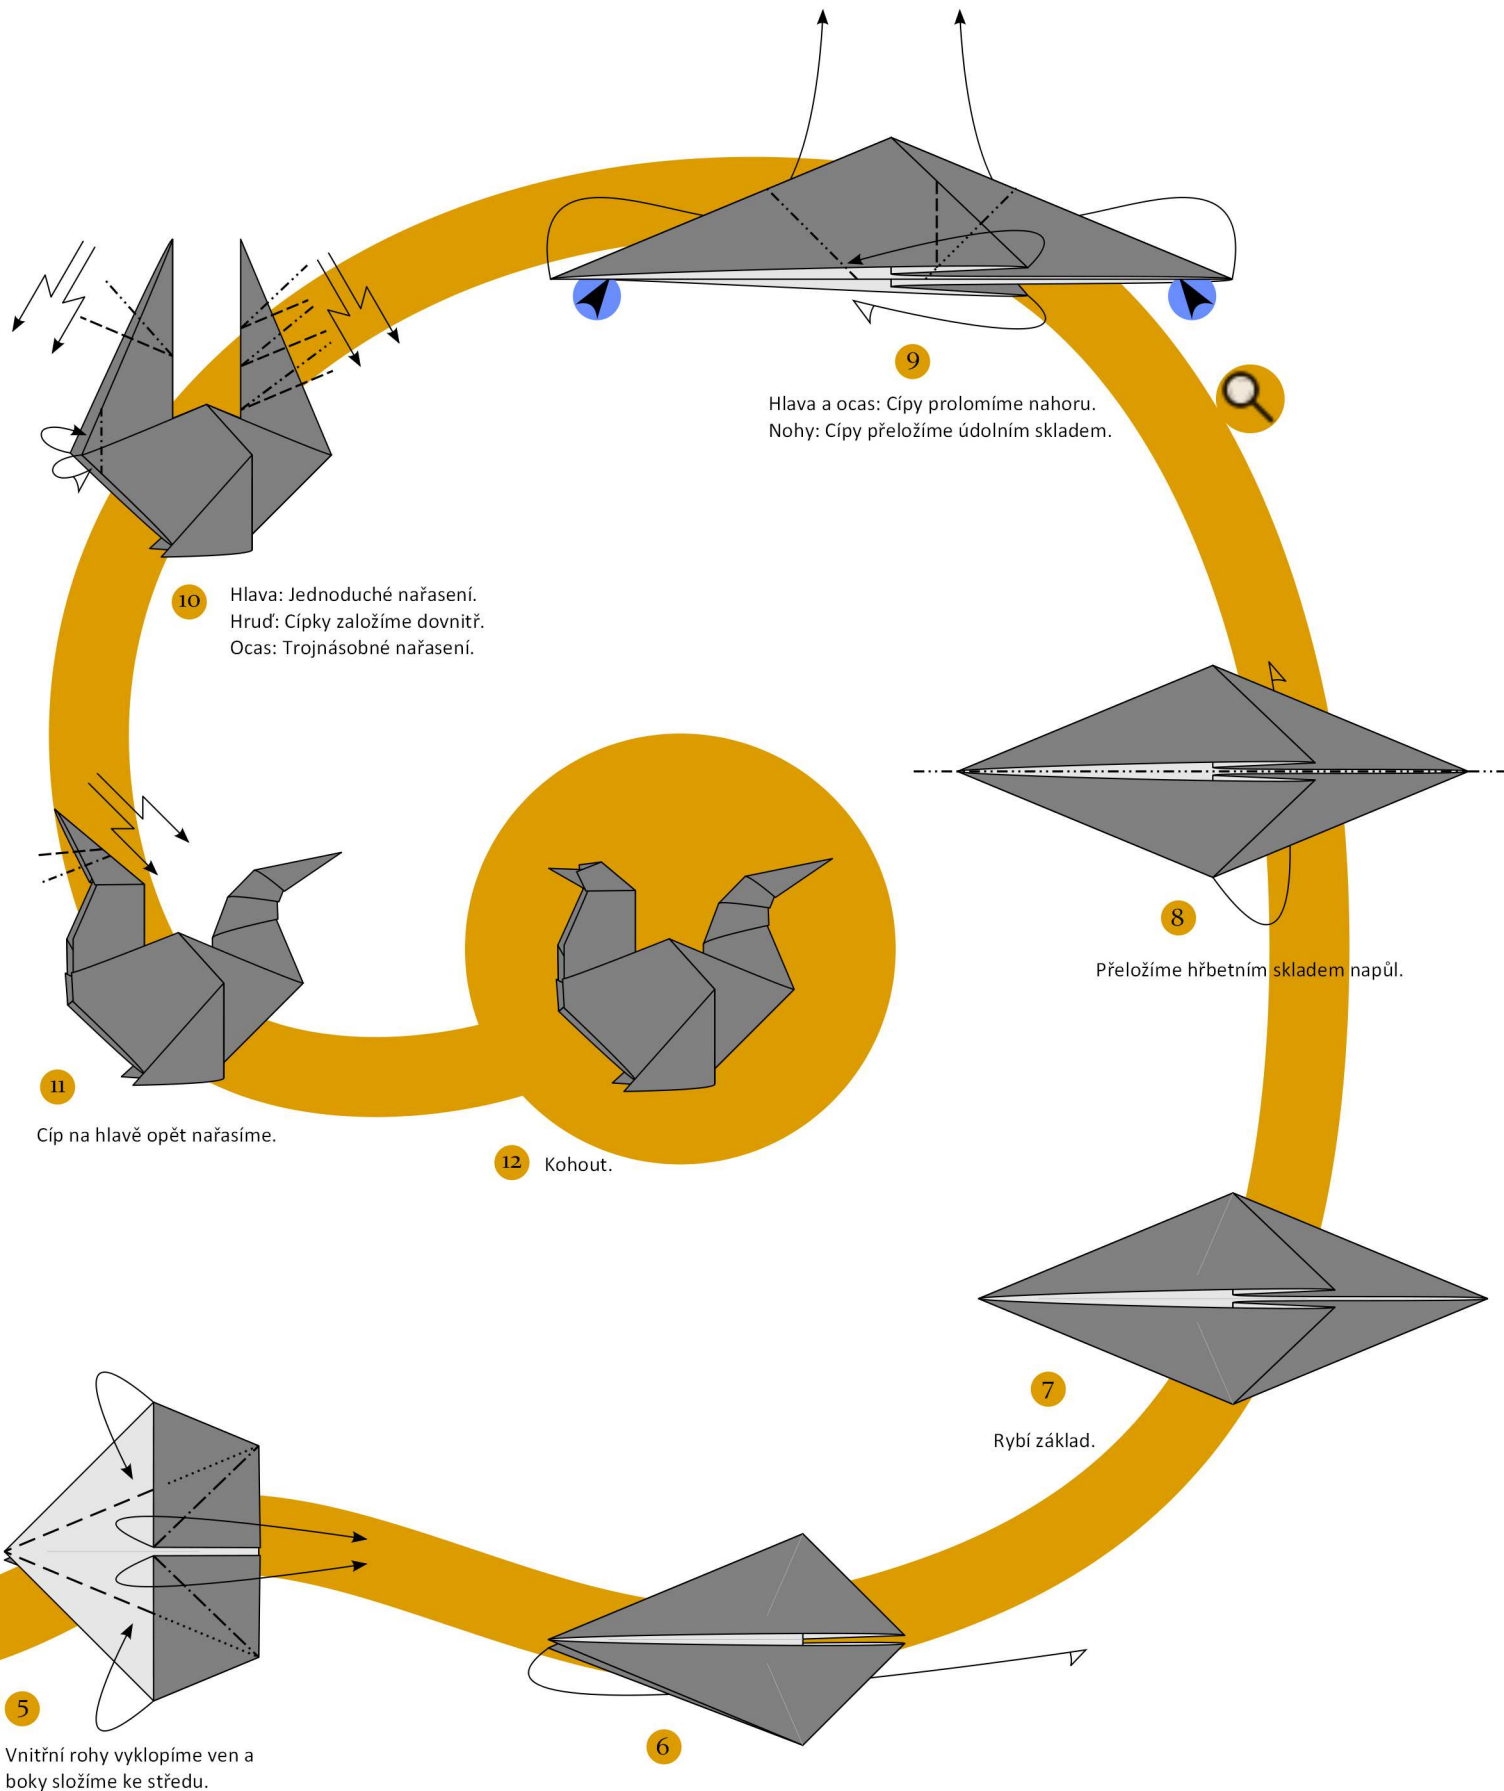 9
Hlava a ocas: Cípy prolomíme nahoru.
Nohy: Cípy přeložíme údolním skladem.
10
Hlava: Jednoduché nařasení.
Hruď: Cípky založíme dovnitř.
Ocas: Trojnásobné nařasení.
8
Přeložíme hřbetním skladem napůl.
11
Cíp na hlavě opět nařasíme.
12
Kohout.
7
Rybí základ.
5
Vnitřní rohy vyklopíme ven a
boky složíme ke středu.
6